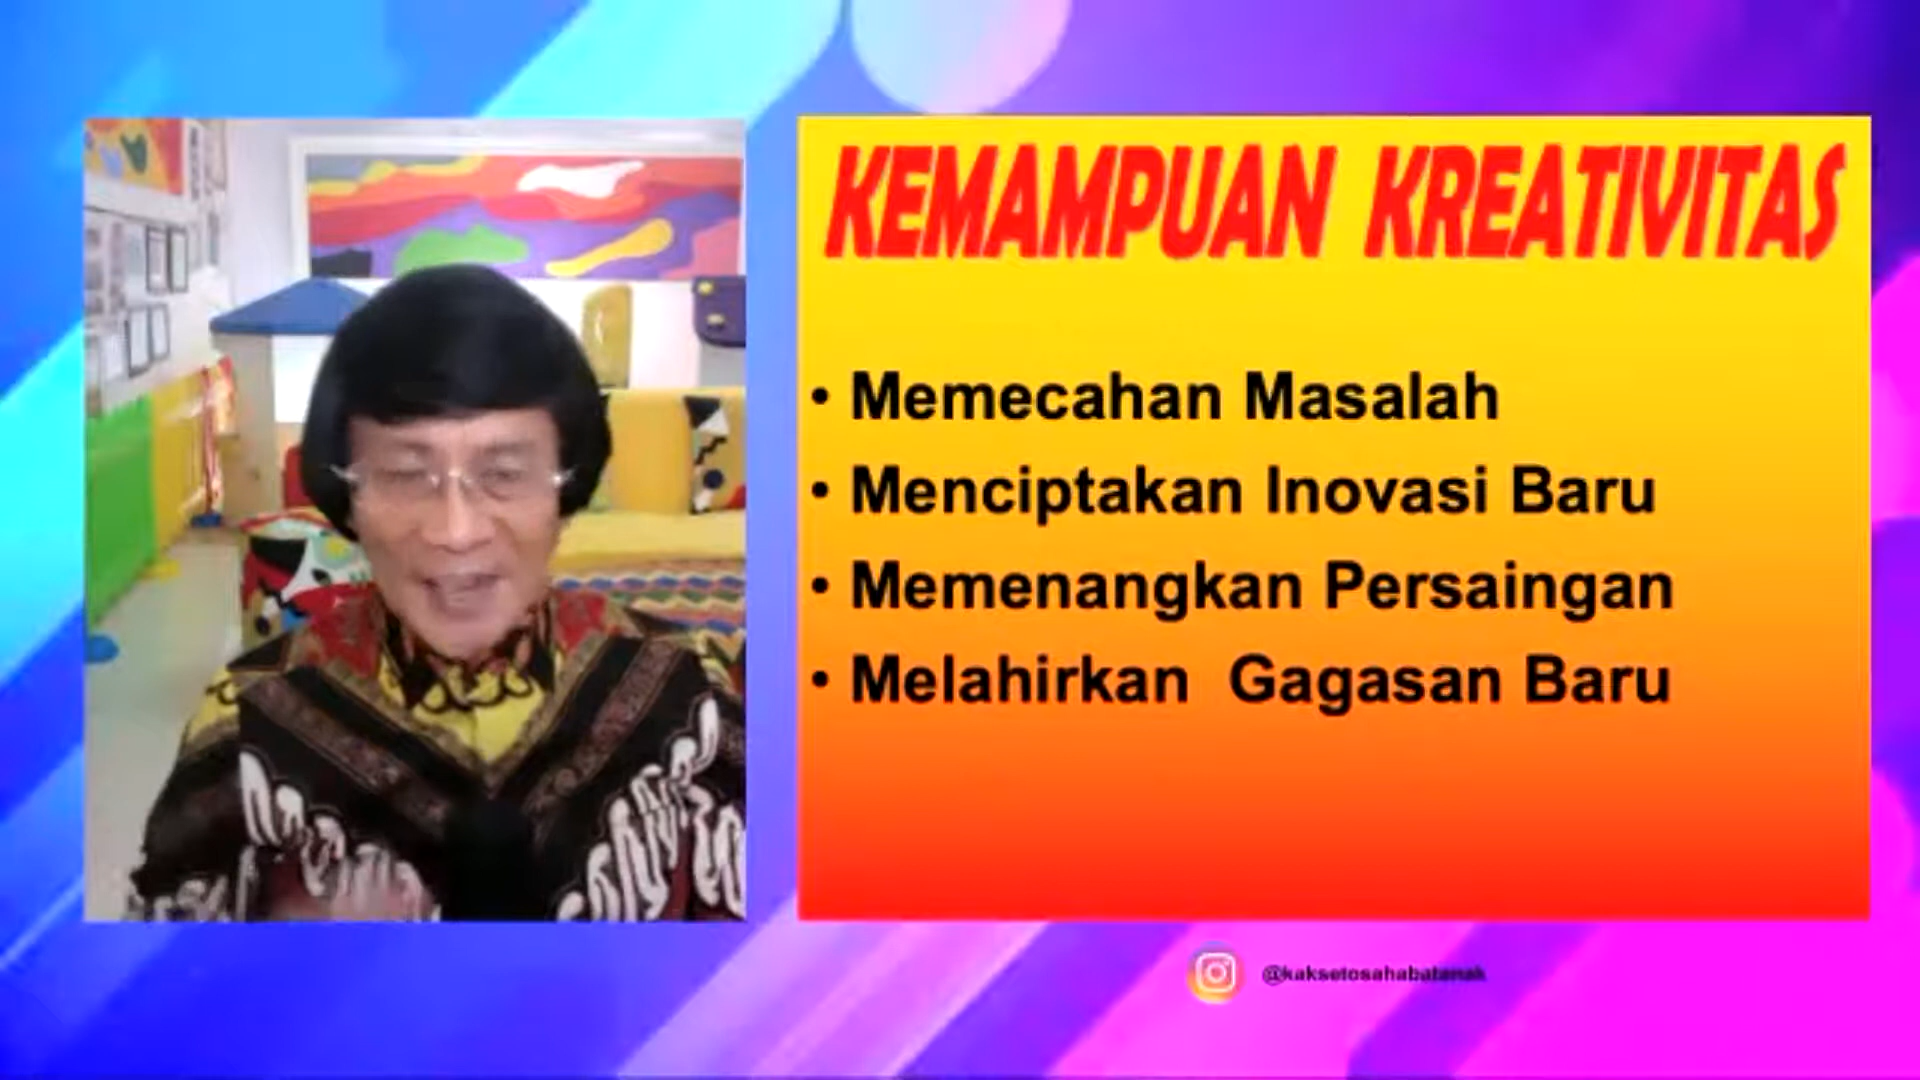 KEMAMPUAN KREATIVITAS
• Memecahan Masalah
• Menciptakan Inovasi Baru
• Memenangkan Persaingan
• Melahirkan Gagasan Baru
@kaksetosahabatanak